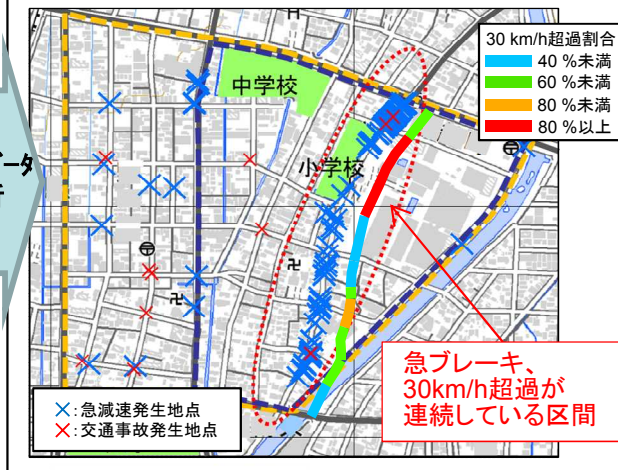 ータ
中学校
小学校
30 km/h超過割合
40 %未満
60 %未満
80 %未満
80 %以上
急ブレーキ、
30km/h超過が
連続している区間
×:急減速発生地点
×:交通事故発生地点